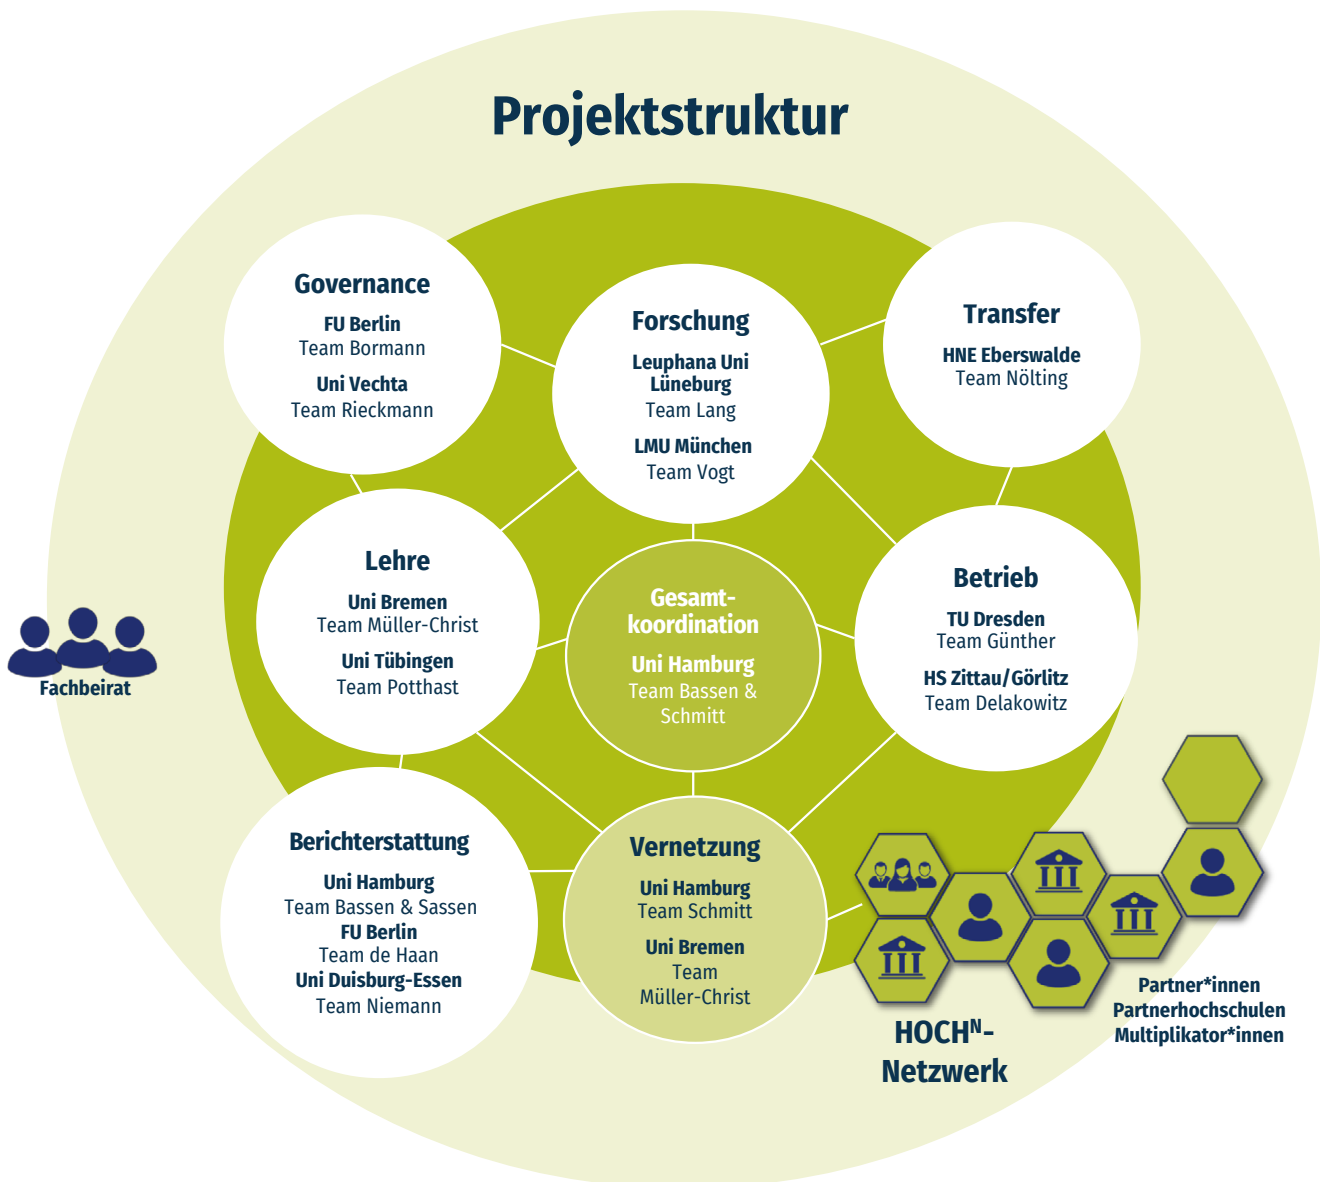 Projektstruktur
Governance
FU Berlin
Team Bormann
Uni Vechta
Team Rieckmann
Forschung
Leuphana Uni
Lüneburg
Team Lang
LMU München
Team Vogt
Transfer
HNE Eberswalde
Team Nölting
Lehre
Uni Bremen
Team Müller-Christ
Uni Tübingen
Team Potthast
Gesamt-
koordination
Uni Hamburg
Team Bassen &
Schmitt
Betrieb
TU Dresden
Team Günther
HS Zittau/Görlitz
Team Delakowitz
Fachbeirat
Berichterstattung
Uni Hamburg
Team Bassen & Sassen
FU Berlin
Team de Haan
Uni Duisburg-Essen
Team Niemann
Vernetzung
Uni Hamburg
Team Schmitt
Uni Bremen
Team
Müller-Christ
HOCHᴺ-
Netzwerk
Partner*innen
Partnerhochschulen
Multiplikator*innen